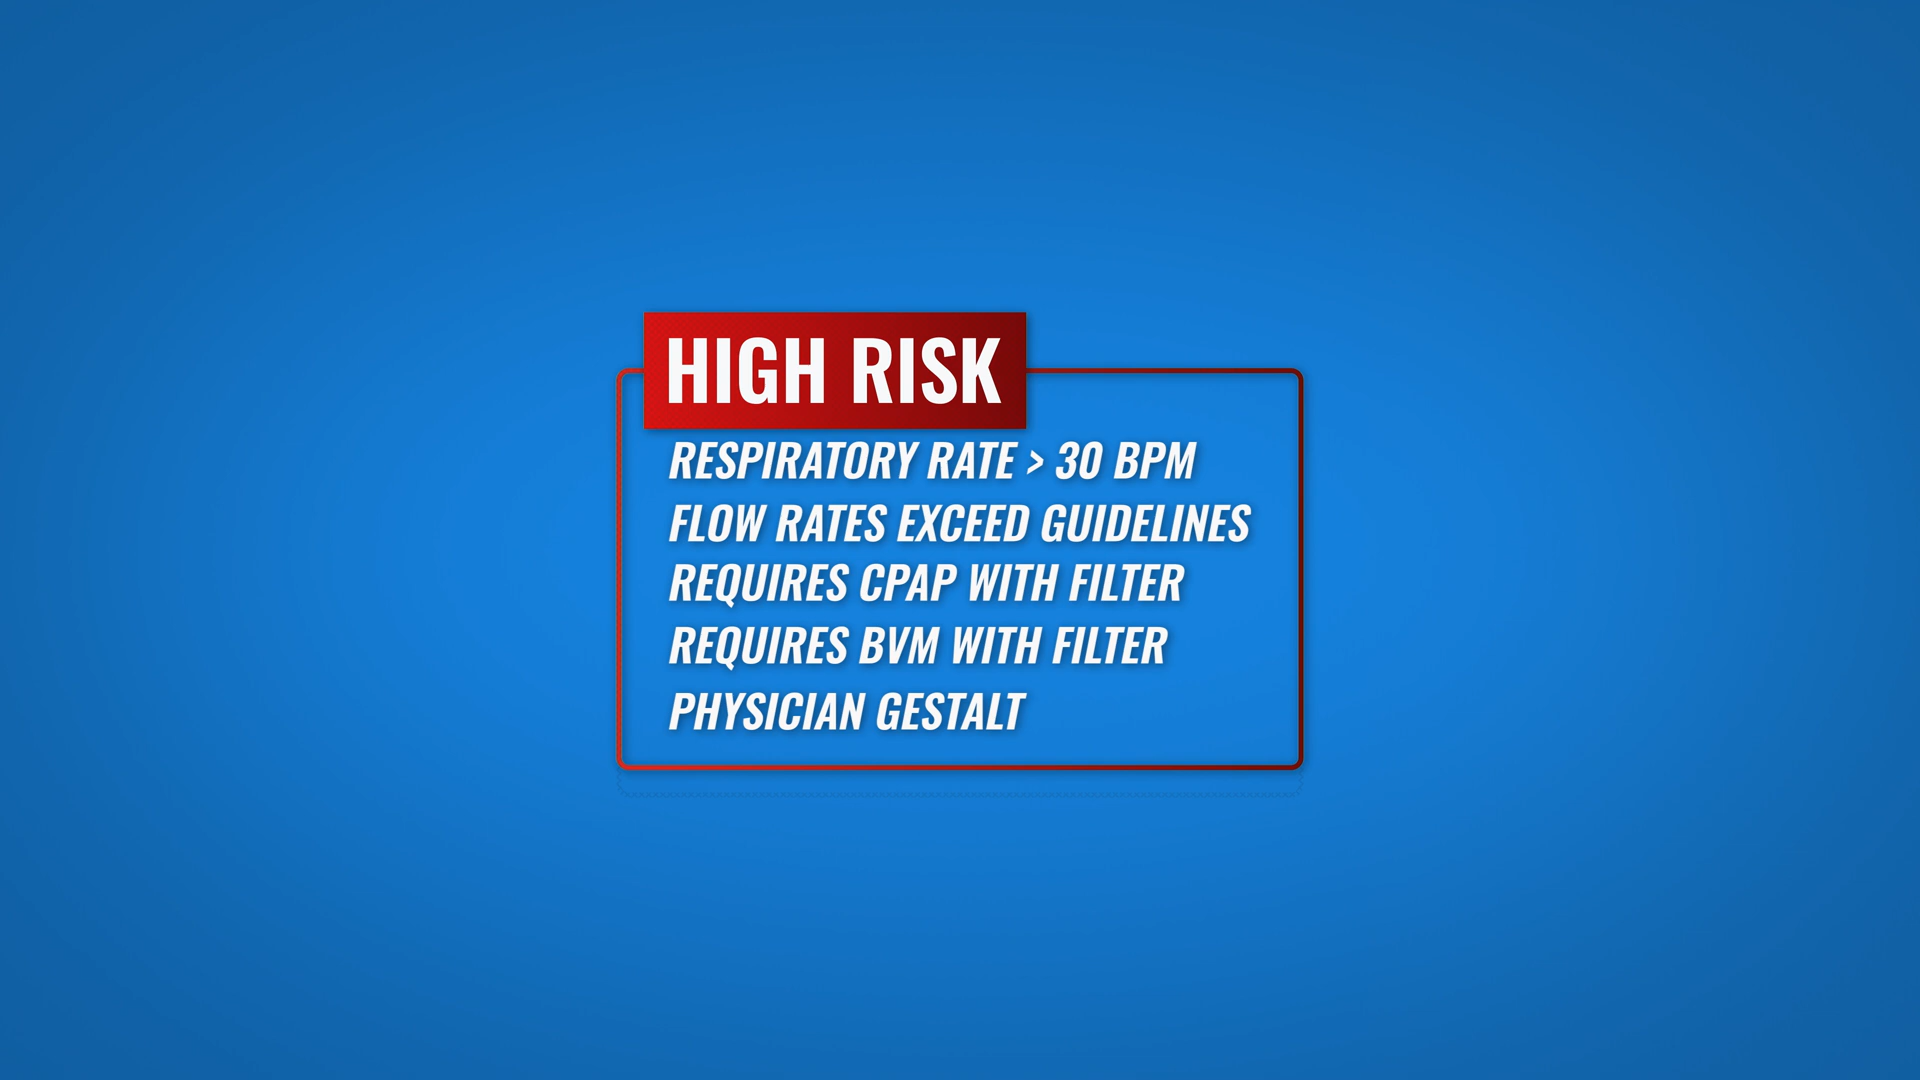 HIGH RISK
RESPIRATORY RATE > 30 BPM
FLOW RATES EXCEED GUIDELINES
REQUIRES CPAP WITH FILTER
REQUIRES BVM WITH FILTER
PHYSICIAN GESTALT